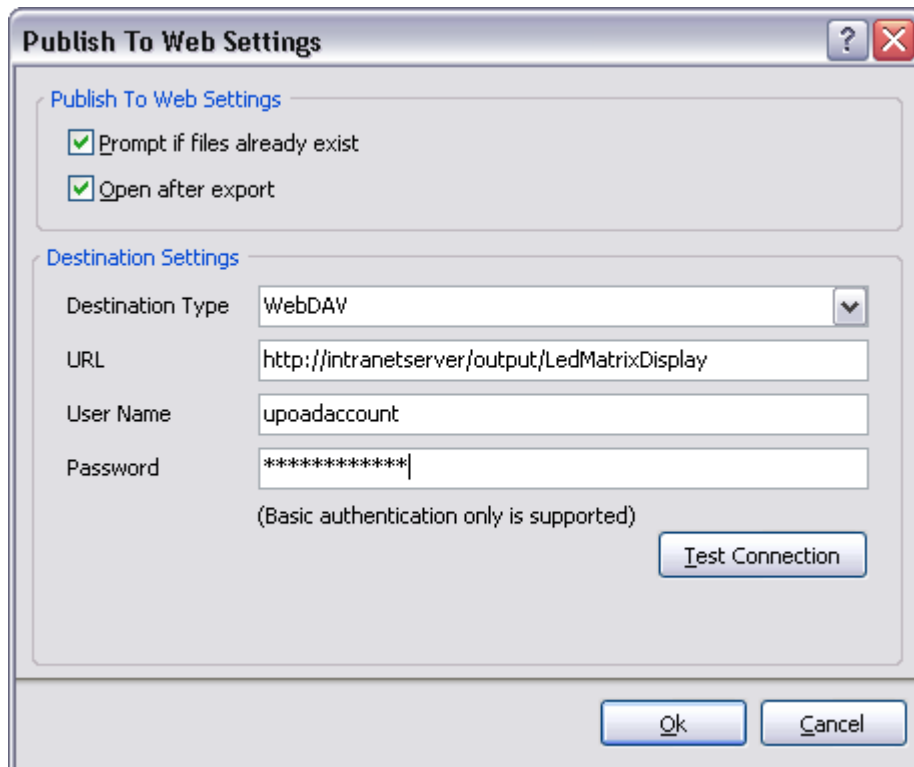 Publish To Web Settings
Publish To Web Settings
Prompt if files already exist
Open after export
Destination Settings
Destination Type WebDAV
URL http://intranetserver/output/LedMatrixDisplay
User Name upoadaccount
Password ************
(Basic authentication only is supported)
Test Connection
Ok Cancel